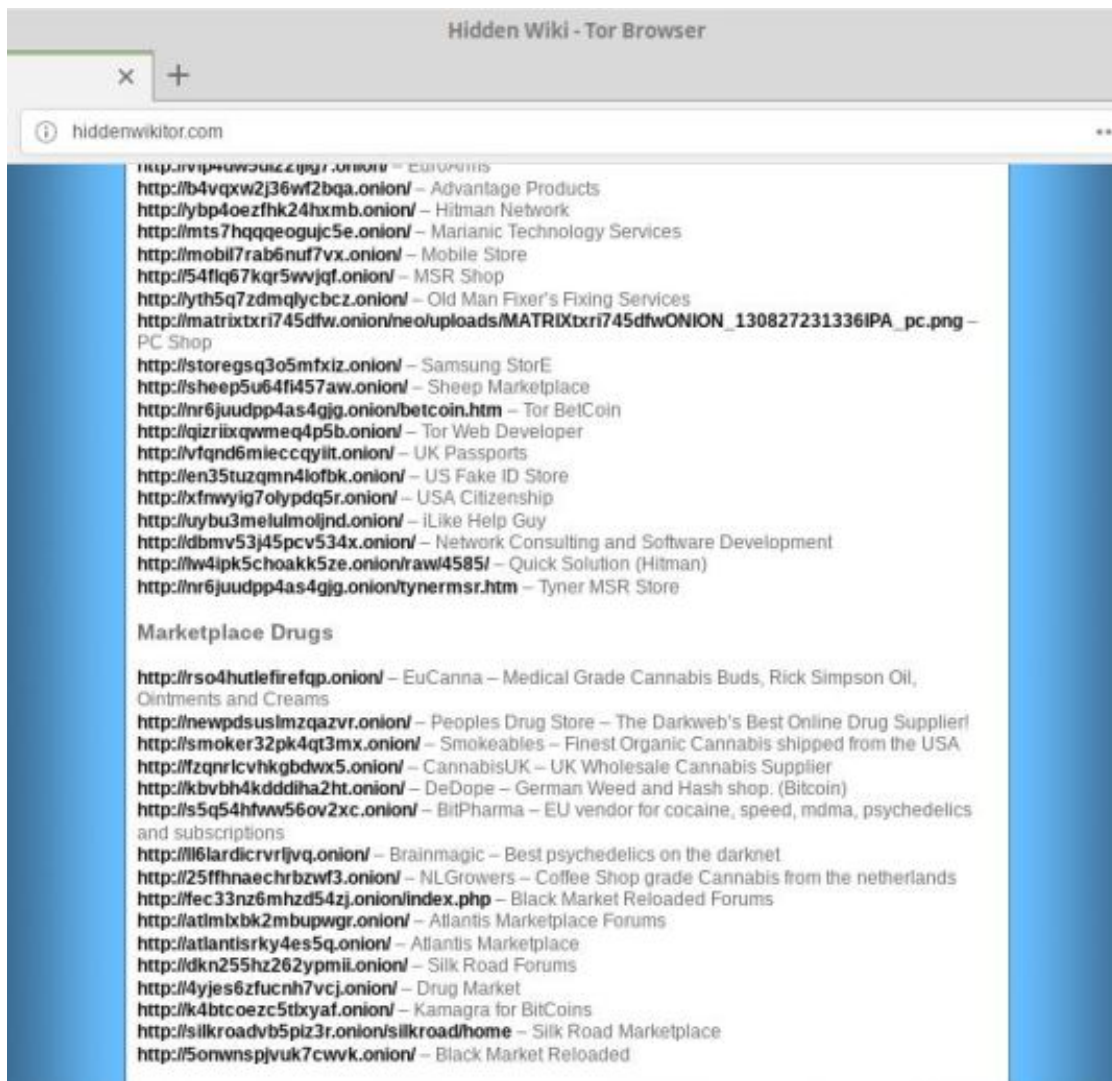 Hidden Wiki - Tor Browser
hiddenwikitor.com
– EuroArms
http://b4vqxw2j36wf2bqa.onion/ – Advantage Products
http://ybp4oezfhk24hxmb.onion/ – Hitman Network
http://mts7hqqqeogujc5e.onion/ – Marianic Technology Services
http://mobil7rab6nuf7vx.onion/ – Mobile Store
http://54flq67kqr5wvjqf.onion/ – MSR Shop
http://yth5q7zdmqlycbcz.onion/ – Old Man Fixer's Fixing Services
http://matrixtxri745dfw.onion/neo/uploads/MATRIXtxri745dfwONION_130827231336IPA_pc.png –
PC Shop
http://storegsq3o5mfxiz.onion/ – Samsung StorE
http://sheep5u64fi457aw.onion/ – Sheep Marketplace
http://nr6juudpp4as4gjg.onion/betcoin.htm – Tor BetCoin
http://qizriixqwmeq4p5b.onion/ – Tor Web Developer
http://vfqnd6mieccqyiit.onion/ – UK Passports
http://en35tuzqmn4lofbk.onion/ – US Fake ID Store
http://xfnwyig7olypdq5r.onion/ – USA Citizenship
http://uybu3melulmoljnd.onion/ – iLike Help Guy
http://dbmv53j45pcv534x.onion/ – Network Consulting and Software Development
http://lw4ipk5choakk5ze.onion/raw/4585/ – Quick Solution (Hitman)
http://nr6juudpp4as4gjg.onion/tynermsr.htm – Tyner MSR Store
Marketplace Drugs
http://rso4hutlefirefqp.onion/ – EuCanna – Medical Grade Cannabis Buds, Rick Simpson Oil,
Ointments and Creams
http://newpdsuslmzqazvr.onion/ – Peoples Drug Store – The Darkweb's Best Online Drug Supplier!
http://smoker32pk4qt3mx.onion/ – Smokeables – Finest Organic Cannabis shipped from the USA
http://fzqnrlcvhkgbdwx5.onion/ – CannabisUK – UK Wholesale Cannabis Supplier
http://kbvbh4kdddiha2ht.onion/ – DeDope – German Weed and Hash shop. (Bitcoin)
http://s5q54hfww56ov2xc.onion/ – BitPharma – EU vendor for cocaine, speed, mdma, psychedelics
and subscriptions
http://ll6lardicrvrljvq.onion/ – Brainmagic – Best psychedelics on the darknet
http://25ffhnaechrbzwf3.onion/ – NLGrowers – Coffee Shop grade Cannabis from the netherlands
http://fec33nz6mhzd54zj.onion/index.php – Black Market Reloaded Forums
http://atlmlxbk2mbupwgr.onion/ – Atlantis Marketplace Forums
http://atlantisrky4es5q.onion/ – Atlantis Marketplace
http://dkn255hz262ypmii.onion/ – Silk Road Forums
http://4yjes6zfucnh7vcj.onion/ – Drug Market
http://k4btcoezc5tlxyaf.onion/ – Kamagra for BitCoins
http://silkroadvb5piz3r.onion/silkroad/home – Silk Road Marketplace
http://5onwnspjvuk7cwvk.onion/ – Black Market Reloaded